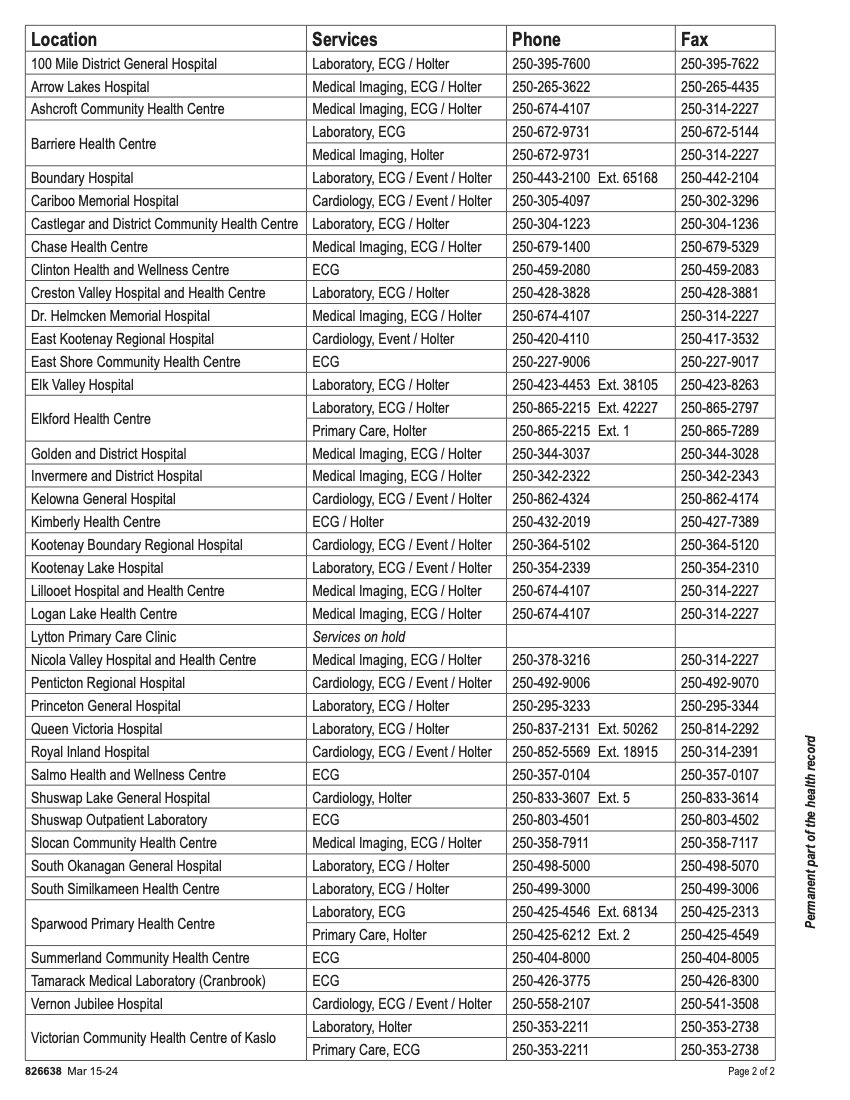 Location Services Phone Fax
100 Mile District General Hospital Laboratory, ECG / Holter 250-395-7600 250-395-7622
Arrow Lakes Hospital Medical Imaging, ECG / Holter 250-265-3622 250-265-4435
Ashcroft Community Health Centre Medical Imaging, ECG / Holter 250-674-4107 250-314-2227
Barriere Health Centre Laboratory, ECG 250-672-9731 250-672-5144
Medical Imaging, Holter 250-672-9731 250-314-2227
Boundary Hospital Laboratory, ECG / Event / Holter 250-443-2100 Ext. 65168 250-442-2104
Cariboo Memorial Hospital Cardiology, ECG / Event / Holter 250-305-4097 250-302-3296
Castlegar and District Community Health Centre Laboratory, ECG / Holter 250-304-1223 250-304-1236
Chase Health Centre Medical Imaging, ECG / Holter 250-679-1400 250-679-5329
Clinton Health and Wellness Centre ECG 250-459-2080 250-459-2083
Creston Valley Hospital and Health Centre Laboratory, ECG / Holter 250-428-3828 250-428-3881
Dr. Helmcken Memorial Hospital Medical Imaging, ECG / Holter 250-674-4107 250-314-2227
East Kootenay Regional Hospital Cardiology, Event / Holter 250-420-4110 250-417-3532
East Shore Community Health Centre ECG 250-227-9006 250-227-9017
Elk Valley Hospital Laboratory, ECG / Holter 250-423-4453 Ext. 38105 250-423-8263
Elkford Health Centre Laboratory, ECG / Holter 250-865-2215 Ext. 42227 250-865-2797
Primary Care, Holter 250-865-2215 Ext. 1 250-865-7289
Golden and District Hospital Medical Imaging, ECG / Holter 250-344-3037 250-344-3028
Invermere and District Hospital Medical Imaging, ECG / Holter 250-342-2322 250-342-2343
Kelowna General Hospital Cardiology, ECG / Event / Holter 250-862-4324 250-862-4174
Kimberly Health Centre ECG / Holter 250-432-2019 250-427-7389
Kootenay Boundary Regional Hospital Cardiology, ECG / Event / Holter 250-364-5102 250-364-5120
Kootenay Lake Hospital Laboratory, ECG / Event / Holter 250-354-2339 250-354-2310
Lillooet Hospital and Health Centre Medical Imaging, ECG / Holter 250-674-4107 250-314-2227
Logan Lake Health Centre Medical Imaging, ECG / Holter 250-674-4107 250-314-2227
Lytton Primary Care Clinic Services on hold
Nicola Valley Hospital and Health Centre Medical Imaging, ECG / Holter 250-378-3216 250-314-2227
Penticton Regional Hospital Cardiology, ECG / Event / Holter 250-492-9006 250-492-9070
Princeton General Hospital Laboratory, ECG / Holter 250-295-3233 250-295-3344
Queen Victoria Hospital Laboratory, ECG / Holter 250-837-2131 Ext. 50262 250-814-2292
Royal Inland Hospital Cardiology, ECG / Event / Holter 250-852-5569 Ext. 18915 250-314-2391
Salmo Health and Wellness Centre ECG 250-357-0104 250-357-0107
Shuswap Lake General Hospital Cardiology, Holter 250-833-3607 Ext. 5 250-833-3614
Shuswap Outpatient Laboratory ECG 250-803-4501 250-803-4502
Slocan Community Health Centre Medical Imaging, ECG / Holter 250-358-7911 250-358-7117
South Okanagan General Hospital Laboratory, ECG / Holter 250-498-5000 250-498-5070
South Similkameen Health Centre Laboratory, ECG / Holter 250-499-3000 250-499-3006
Sparwood Primary Health Centre Laboratory, ECG 250-425-4546 Ext. 68134 250-425-2313
Primary Care, Holter 250-425-6212 Ext. 2 250-425-4549
Summerland Community Health Centre ECG 250-404-8000 250-404-8005
Tamarack Medical Laboratory (Cranbrook) ECG 250-426-3775 250-426-8300
Vernon Jubilee Hospital Cardiology, ECG / Event / Holter 250-558-2107 250-541-3508
Victorian Community Health Centre of Kaslo Laboratory, Holter 250-353-2211 250-353-2738
Primary Care, ECG 250-353-2211 250-353-2738
826638 Mar 15-24 Page 2 of 2
Permanent part of the health record